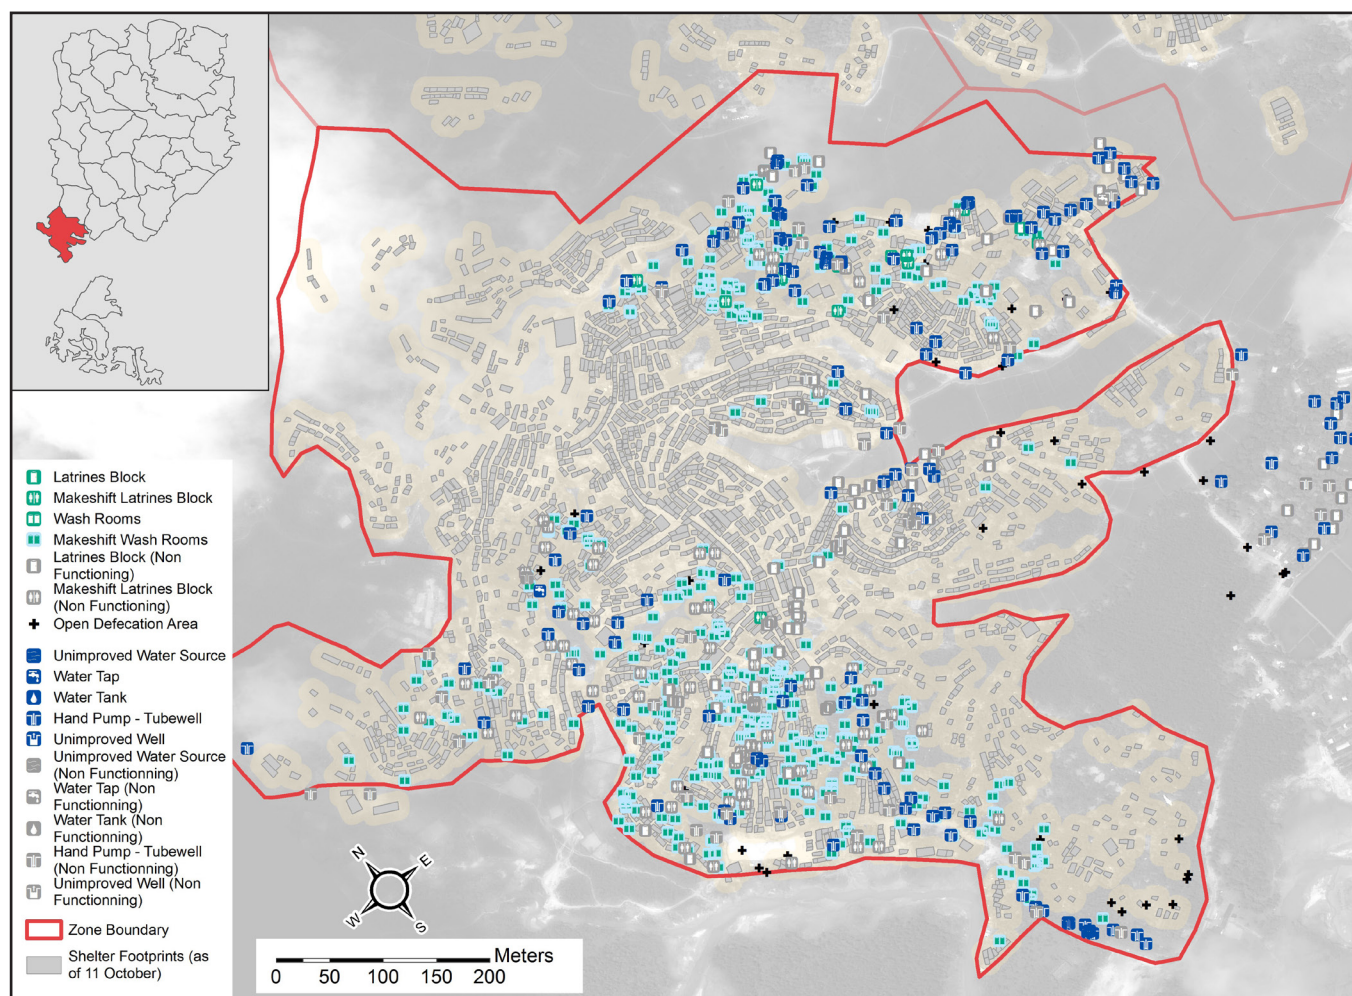 Latrines Block
Makeshift Latrines Block
Wash Rooms
Makeshift Wash Rooms
Latrines Block (Non
Functioning)
Makeshift Latrines Block
(Non Functioning)
Open Defecation Area
Unimproved Water Source
Water Tap
Water Tank
Hand Pump - Tubewell
Unimproved Well
Unimproved Water Source
(Non Functionning)
Water Tap (Non
Functionning)
Water Tank (Non
Functionning)
Hand Pump - Tubewell
(Non Functionning)
Unimproved Well (Non
Functionning)
Zone Boundary
Shelter Footprints (as
of 11 October)
N
E
W
S
Meters
0 50 100 150 200